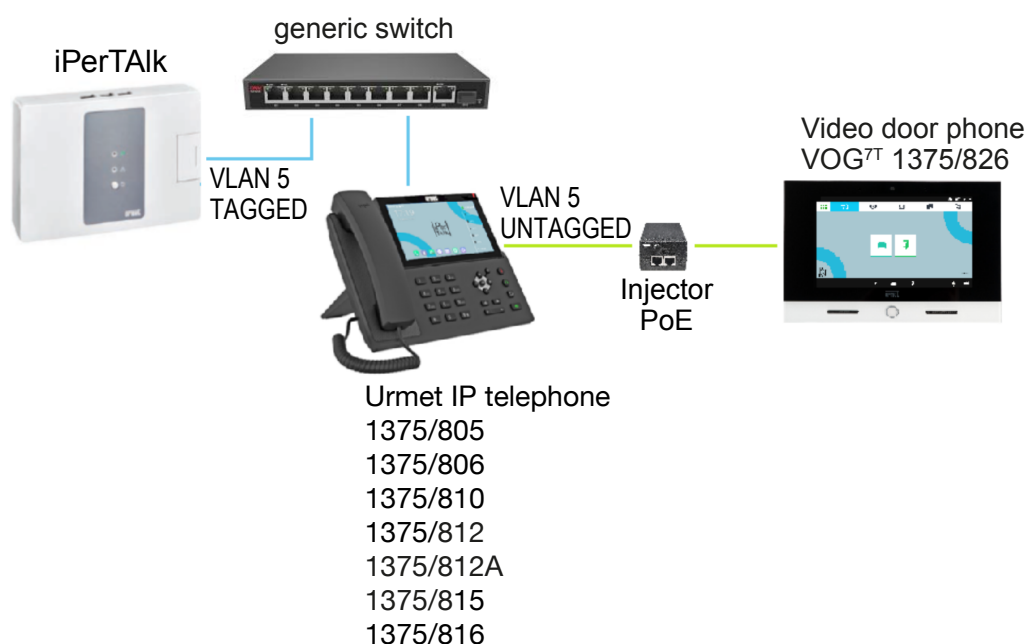 generic switch
iPerTAlk
Video door phone
VOG7T 1375/826
VLAN 5
TAGGED
VLAN 5
UNTAGGED
Injector
PoE
Urmet IP telephone
1375/805
1375/806
1375/810
1375/812
1375/812A
1375/815
1375/816